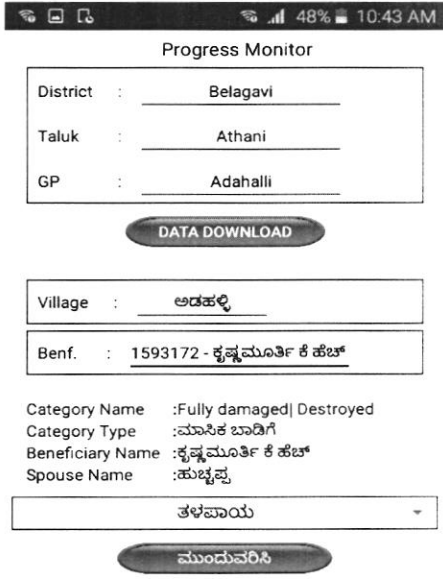 48% 10:43 AM
Progress Monitor
District : Belagavi
Taluk : Athani
GP : Adahalli
DATA DOWNLOAD
Village : ಅಡಹಳ್ಳಿ
Benf. : 1593172 - ಕೃಷ್ಣಮೂರ್ತಿ ಕೆ ಹೆಚ್
Category Name :Fully damaged| Destroyed
Category Type :ಮಾಸಿಕ ಬಾಡಿಗೆ
Beneficiary Name :ಕೃಷ್ಣಮೂರ್ತಿ ಕೆ ಹೆಚ್
Spouse Name :ಹುಚ್ಚಪ್ಪ
ತಳಪಾಯ
ಮುಂದುವರಿಸಿ